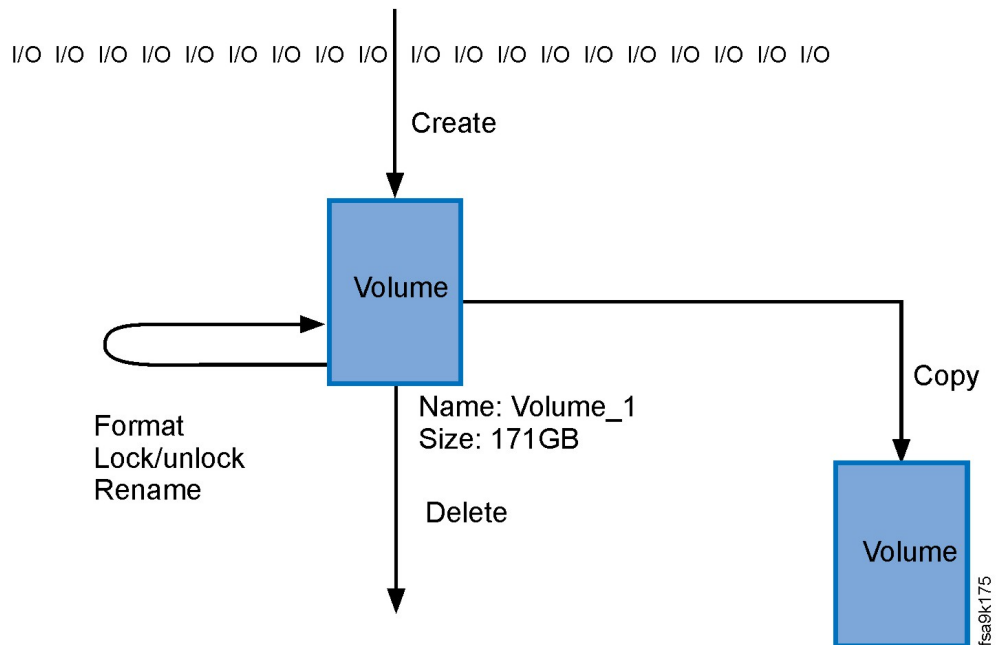 I/O I/O I/O I/O I/O I/O I/O I/O I/O I/O I/O I/O I/O I/O I/O I/O I/O I/O I/O
Create
Volume
Name: Volume_1
Size: 171GB
Copy
Format
Lock/unlock
Rename
Delete
Volume
fsa9k175